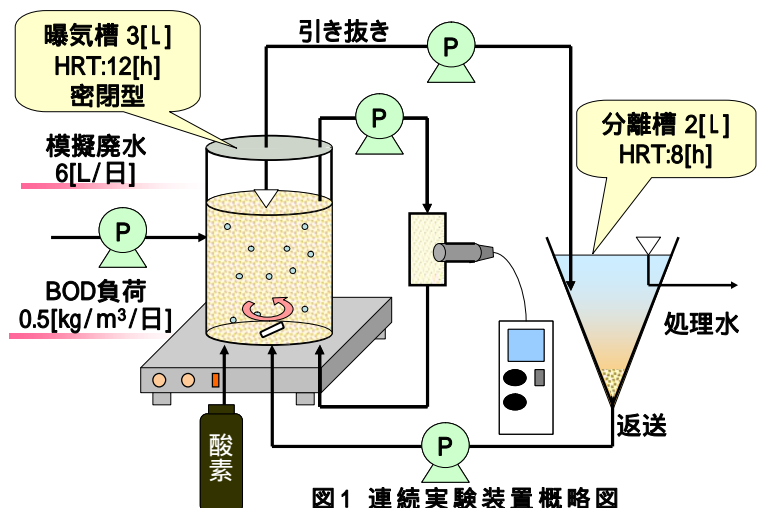 曝気槽 3[L]
HRT:12[h]
密閉型
引き抜き
P
P
分離槽 2[L]
HRT:8[h]
模擬廃水
6[L/日]
P
BOD負荷
0.5[kg/m³/日]
処理水
酸素
P
返送
図1 連続実験装置概略図